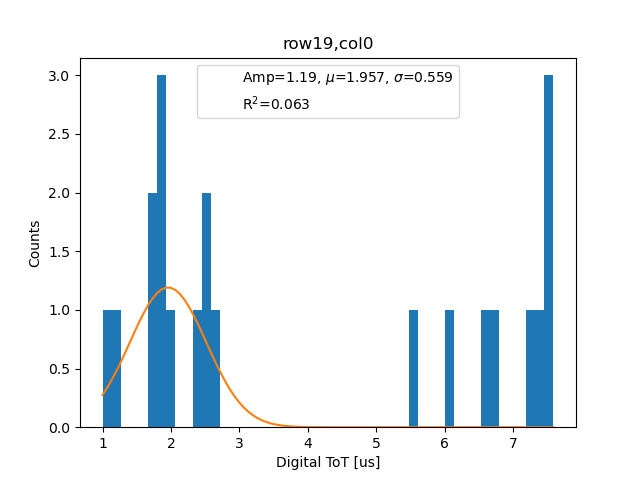 row19,col0
Amp=1.19, μ=1.957, σ=0.559
R²=0.063
3.0
2.5
2.0
1.5
1.0
0.5
0.0
Counts
1 2 3 4 5 6 7
Digital ToT [us]